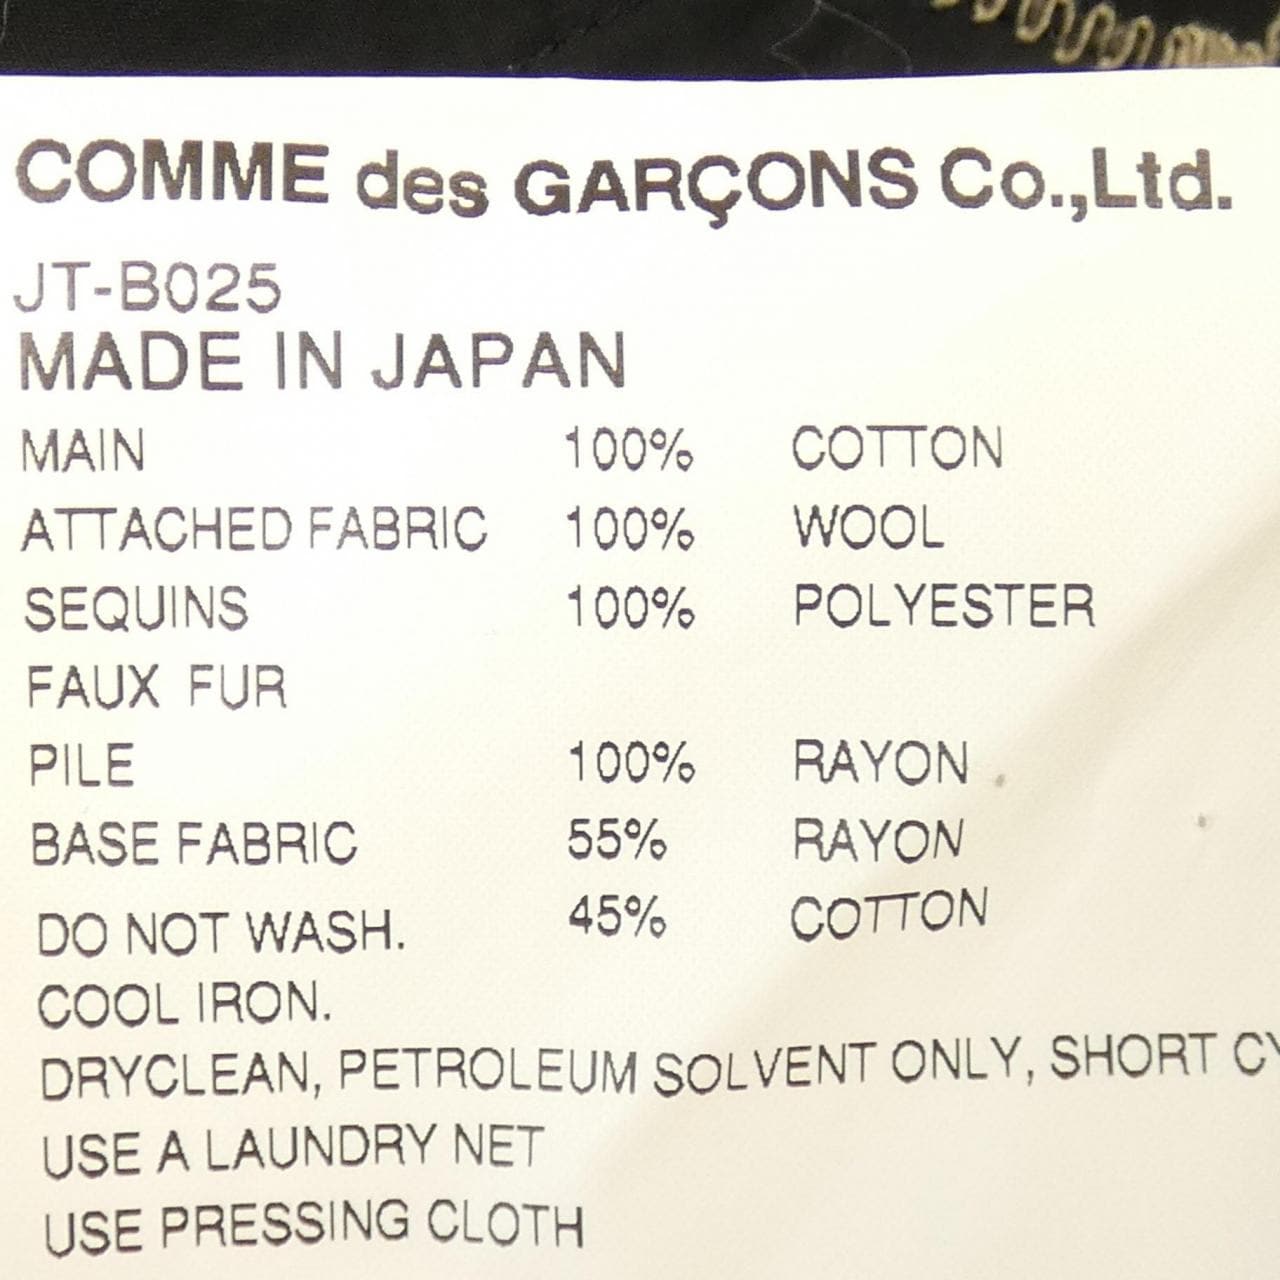 COMME des GARÇONS Co.,Ltd.
JT-B025
MADE IN JAPAN
MAIN 100% COTTON
ATTACHED FABRIC 100% WOOL
SEQUINS 100% POLYESTER
FAUX FUR
PILE 100% RAYON
BASE FABRIC 55% RAYON
45% COTTON
DO NOT WASH.
COOL IRON.
DRYCLEAN, PETROLEUM SOLVENT ONLY, SHORT
USE A LAUNDRY NET
USE PRESSING CLOTH